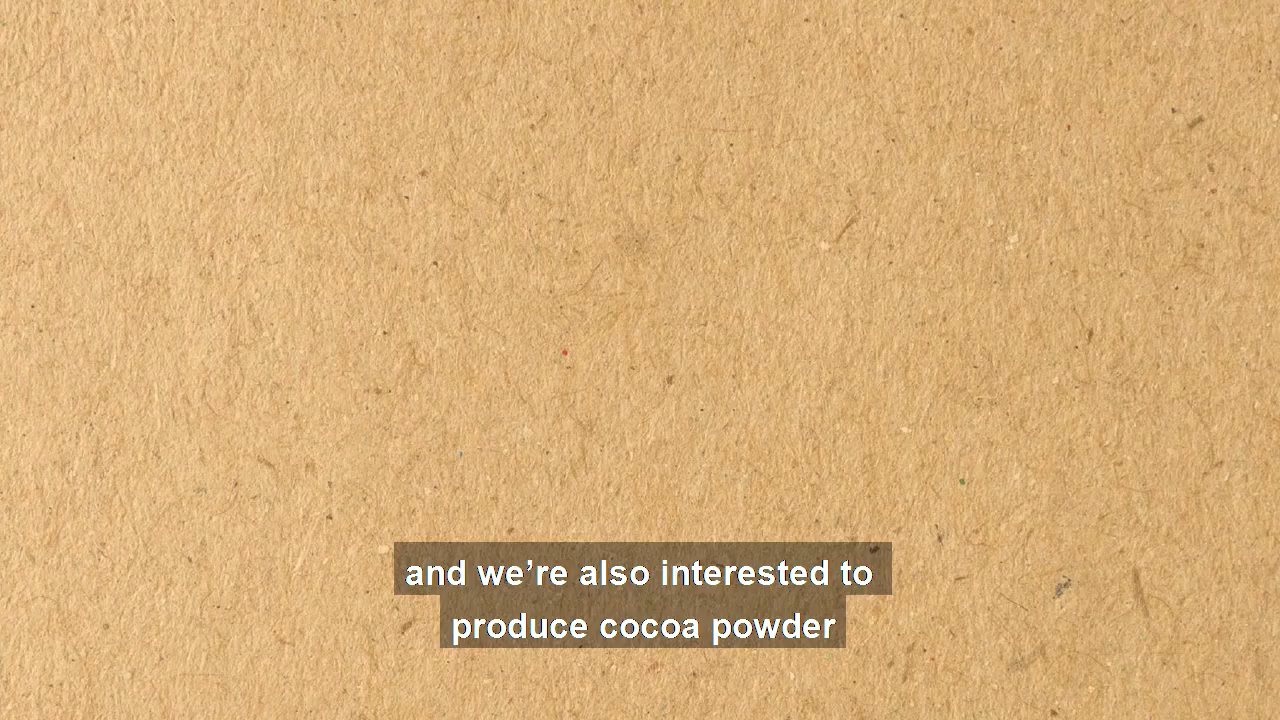 and we’re also interested to
produce cocoa powder